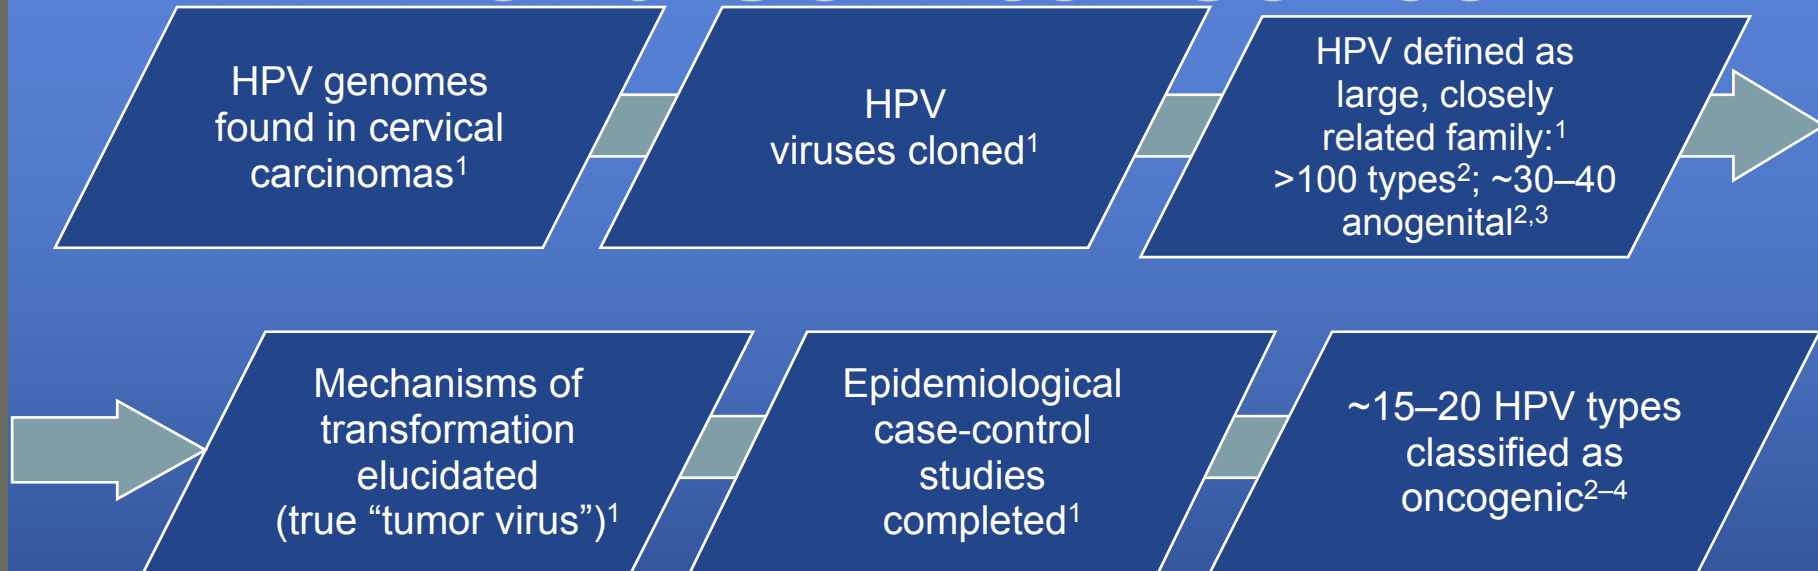 HPV genomes
found in cervical
carcinomas¹
HPV
viruses cloned¹
HPV defined as
large, closely
related family:¹
>100 types²; ~30–40
anogenital²,³
Mechanisms of
transformation
elucidated
(true “tumor virus”)¹
Epidemiological
case-control
studies
completed¹
~15–20 HPV types
classified as
oncogenic²–⁴